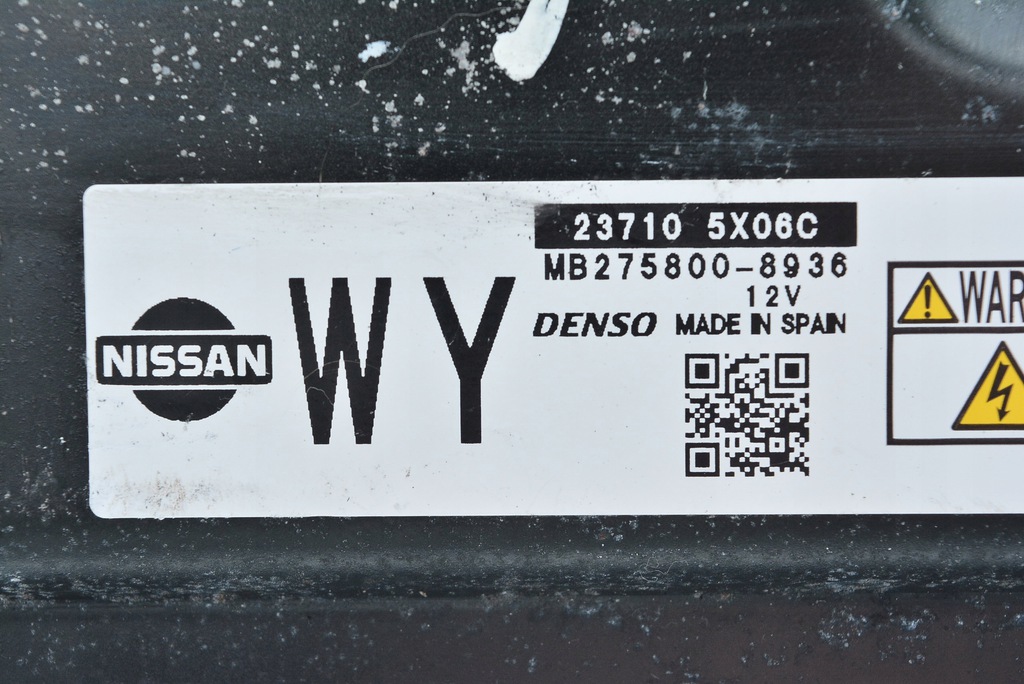 NISSAN
WY
23710 5X06C
MB275800-8936
12V
DENSO MADE IN SPAIN